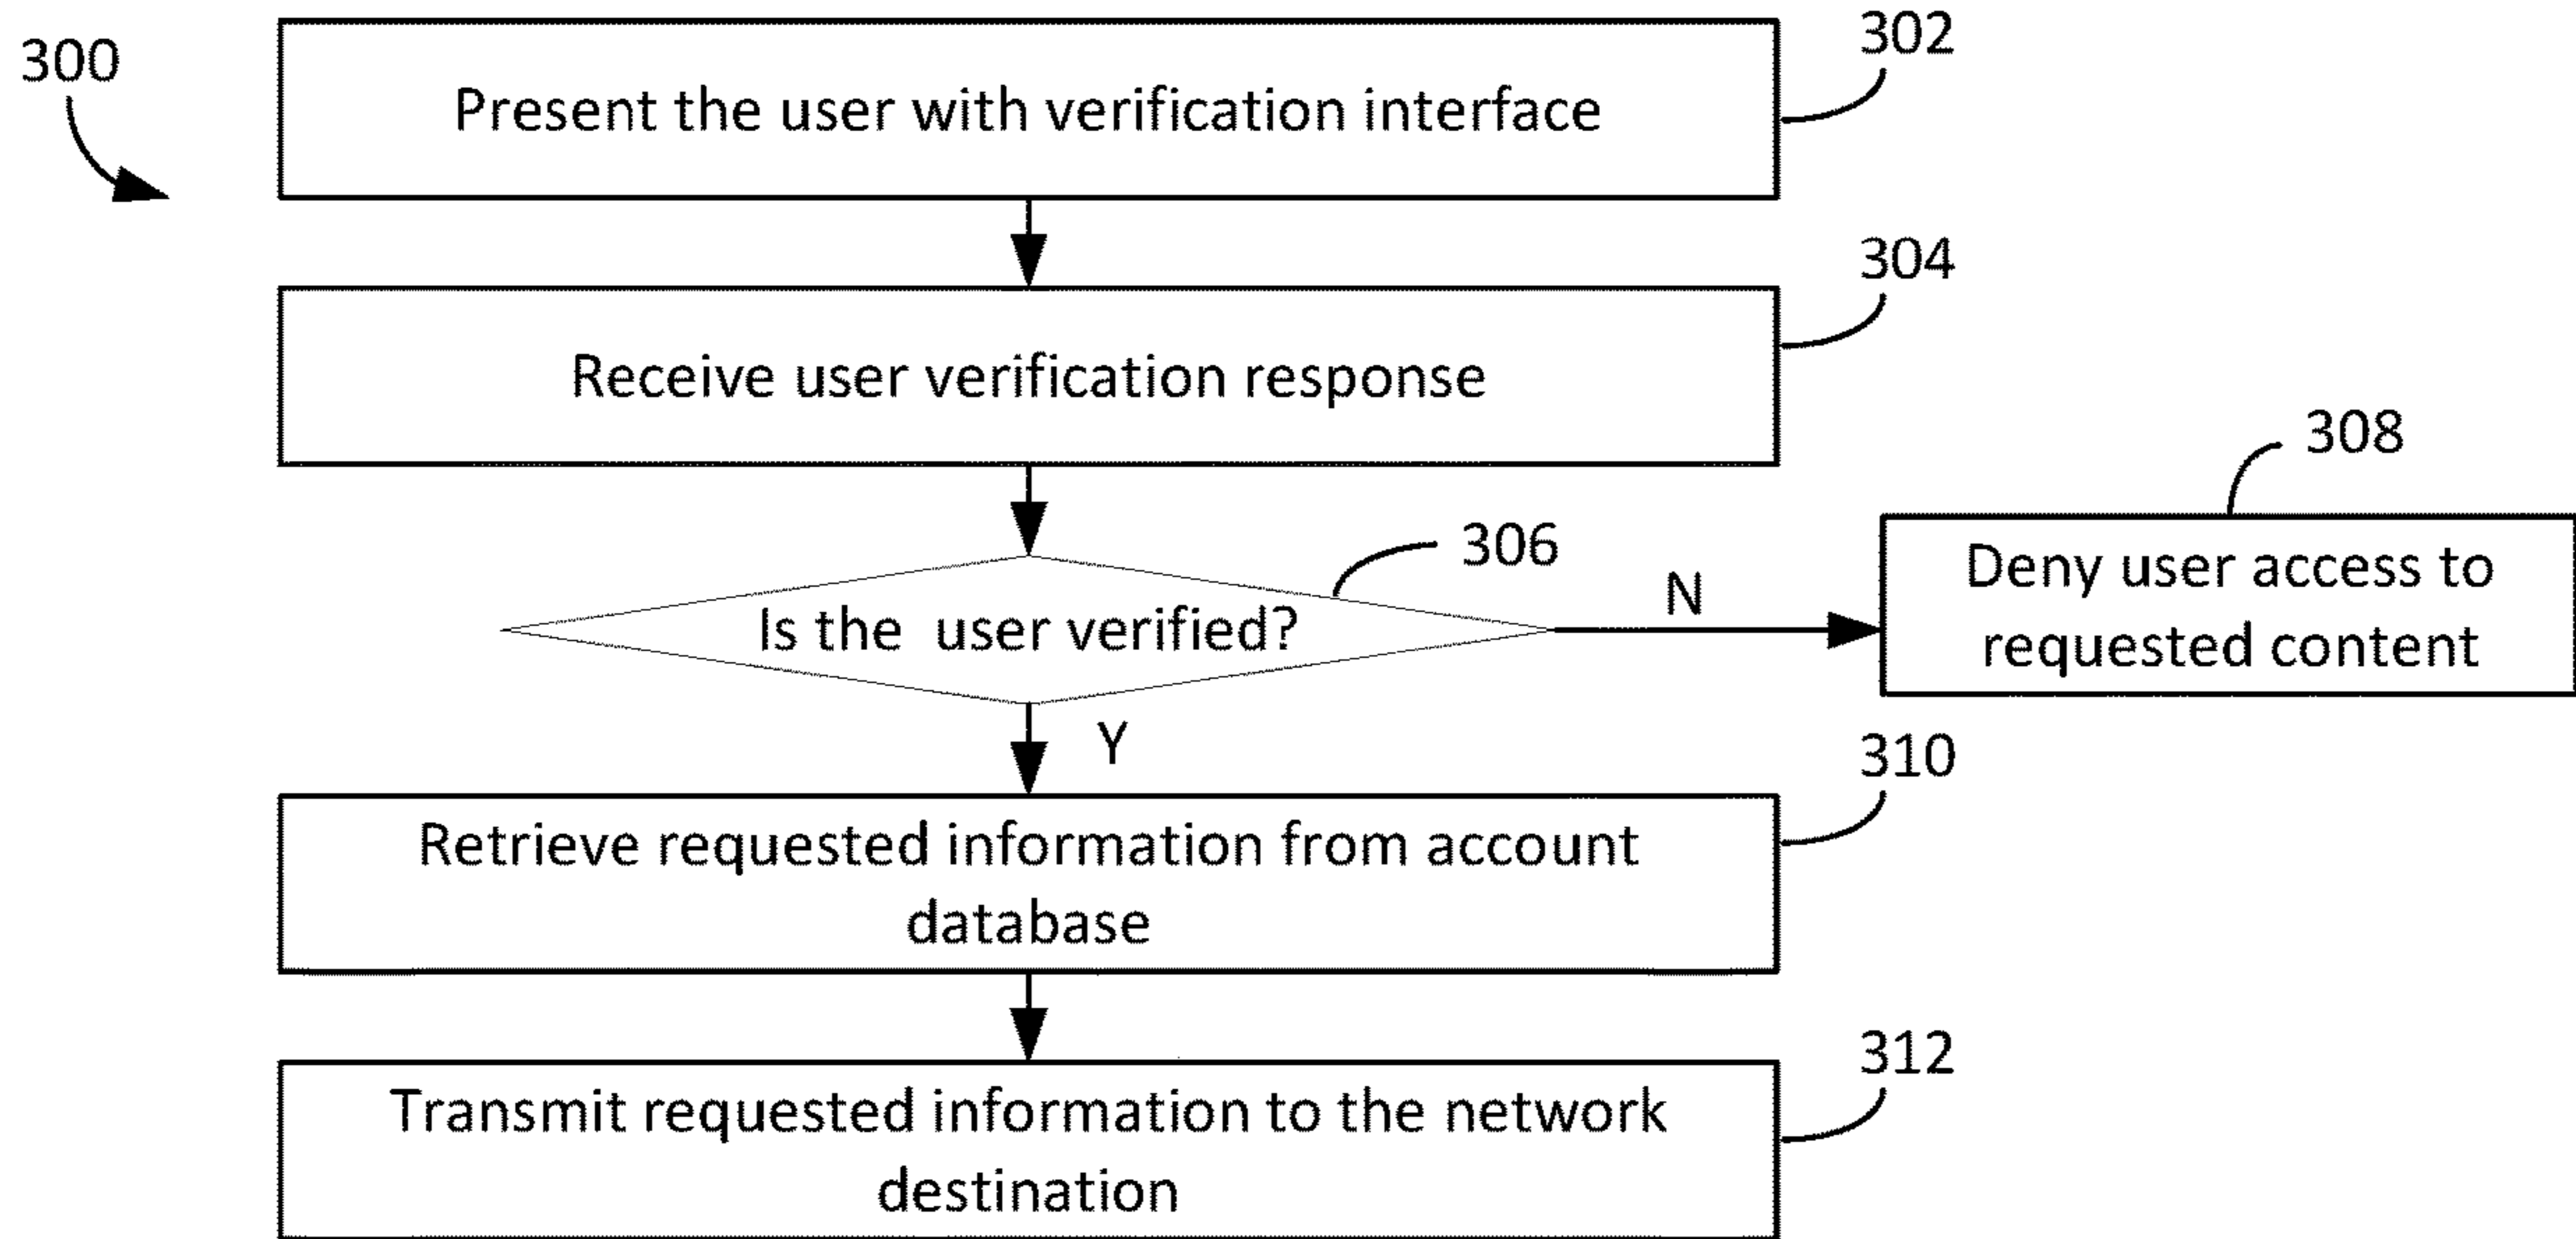 300
302
Present the user with verification interface
304
Receive user verification response
308
306
Is the  user verified?
N
Deny user access to
requested content
Y
310
Retrieve requested information from account
database
312
Transmit requested information to the network
destination